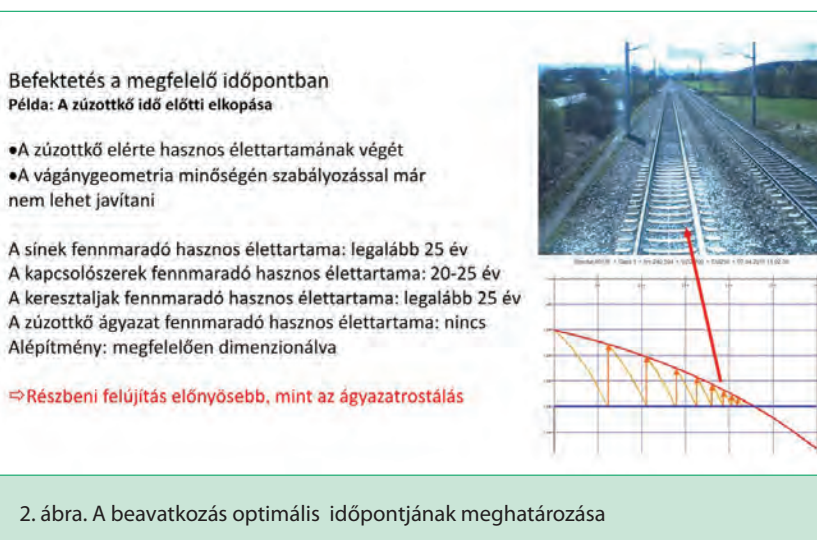 Befektetés a megfelelő időpontban
Példa: A zúzottkő idő előtti elkopása
•A zúzottkő elérte hasznos élettartamának végét
•A vágánygeometria minőségén szabályozással már
nem lehet javítani
A sínek fennmaradó hasznos élettartama: legalább 25 év
A kapcsolószerek fennmaradó hasznos élettartama: 20-25 év
A keresztaljak fennmaradó hasznos élettartama: legalább 25 év
A zúzottkő ágyazat fennmaradó hasznos élettartama: nincs
Alépítmény: megfelelően dimenzionálva
⇨Részbeni felújítás előnyösebb, mint az ágyazatrostálás
2. ábra. A beavatkozás optimális időpontjának meghatározása